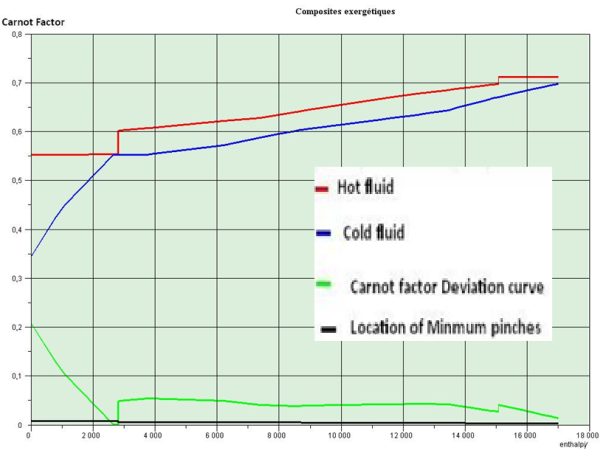 Composites exergétiques
Carnot Factor
0,8
0,7
0,6
0,5
0,4
0,3
0,2
0,1
0
Hot fluid
Cold fluid
Carnot factor Deviation curve
Location of Minmum pinches
0 2 000 4 000 6 000 8 000 10 000 12 000 14 000 16 000 18 000
enthalpy